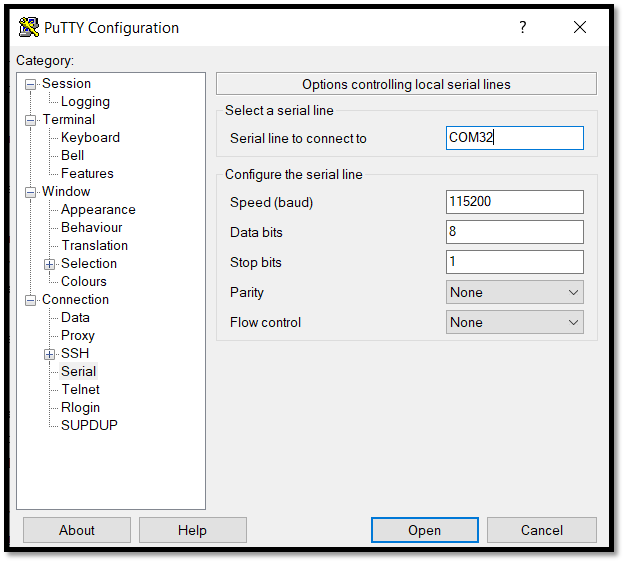 PuTTY Configuration
?
Category:
Session
Logging
Terminal
Keyboard
Bell
Features
Window
Appearance
Behaviour
Translation
Selection
Colours
Connection
Data
Proxy
SSH
Serial
Telnet
Rlogin
SUPDUP
Options controlling local serial lines
Select a serial line
Serial line to connect to COM32
Configure the serial line
Speed (baud) 115200
Data bits 8
Stop bits 1
Parity None
Flow control None
About Help Open Cancel